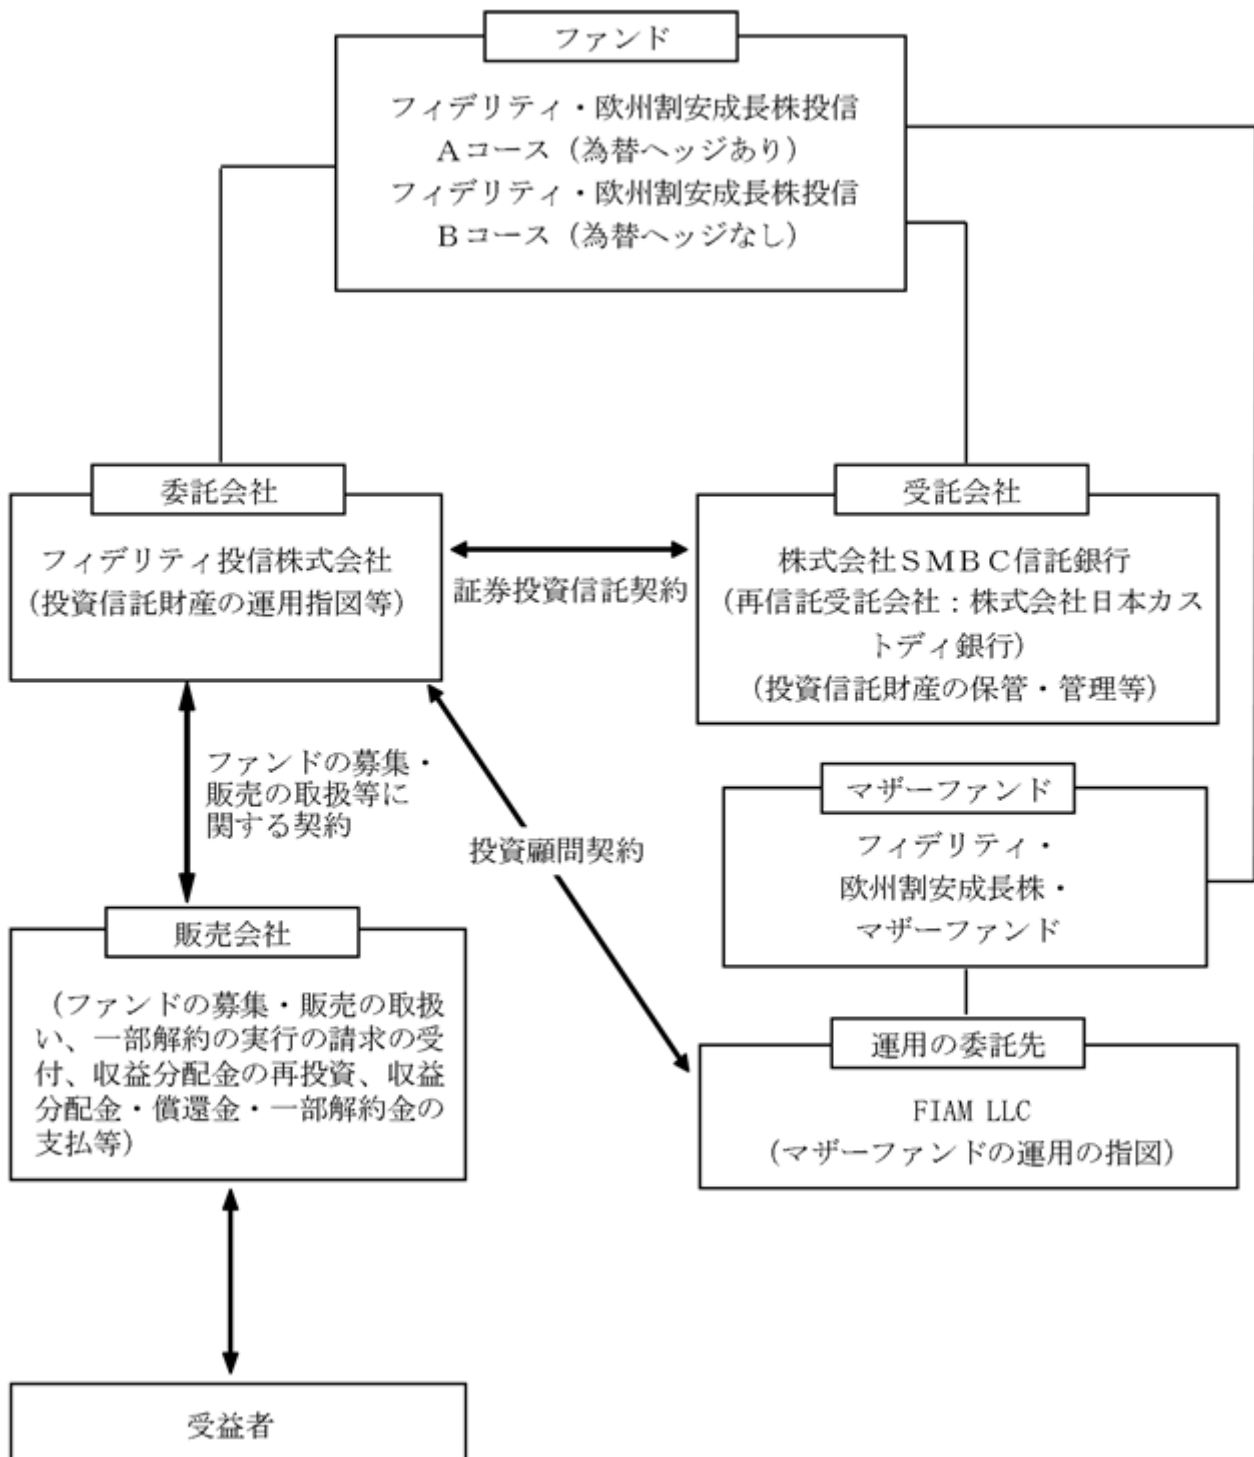 ファンド
フィデリティ・欧州割安成長株投信
Ａコース（為替ヘッジあり）
フィデリティ・欧州割安成長株投信
Ｂコース（為替ヘッジなし）
委託会社
フィデリティ投信株式会社
（投資信託財産の運用指図等）
証券投資信託契約
受託会社
株式会社ＳＭＢＣ信託銀行
（再信託受託会社：株式会社日本カス
トディ銀行）
（投資信託財産の保管・管理等）
ファンドの募集・
販売の取扱等に
関する契約
投資顧問契約
マザーファンド
フィデリティ・
欧州割安成長株・
マザーファンド
販売会社
（ファンドの募集・販売の取扱
い、一部解約の実行の請求の受
付、収益分配金の再投資、収益
分配金・償還金・一部解約金の
支払等）
運用の委託先
FIAM LLC
（マザーファンドの運用の指図）
受益者